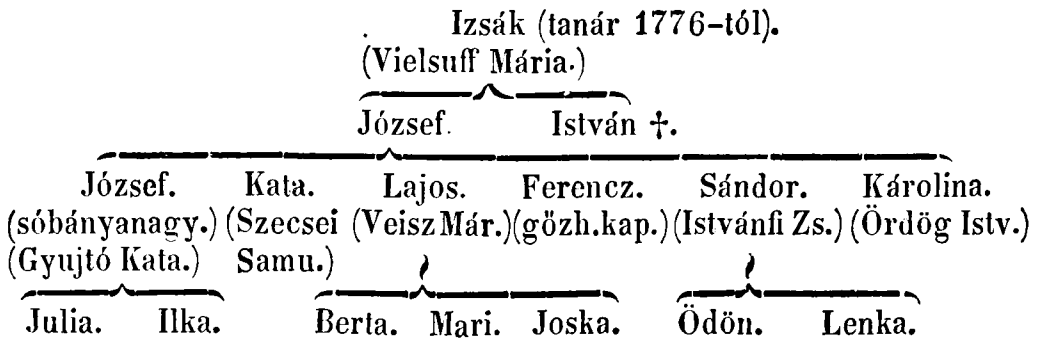 Izsák (tanár 1776-tól).
(Vielsuff Mária.)
József. István †.
József. Kata. Lajos. Ferencz. Sándor. Károlina.
(sóbányanagy.) (Szecsei (Veisz Már.) (gőzh.kap.) (Istvánfi Zs.) (Ördög Istv.)
(Gyujtó Kata.) Samu.)
Julia. Ilka. Berta. Mari. Joska. Ödön. Lenka.